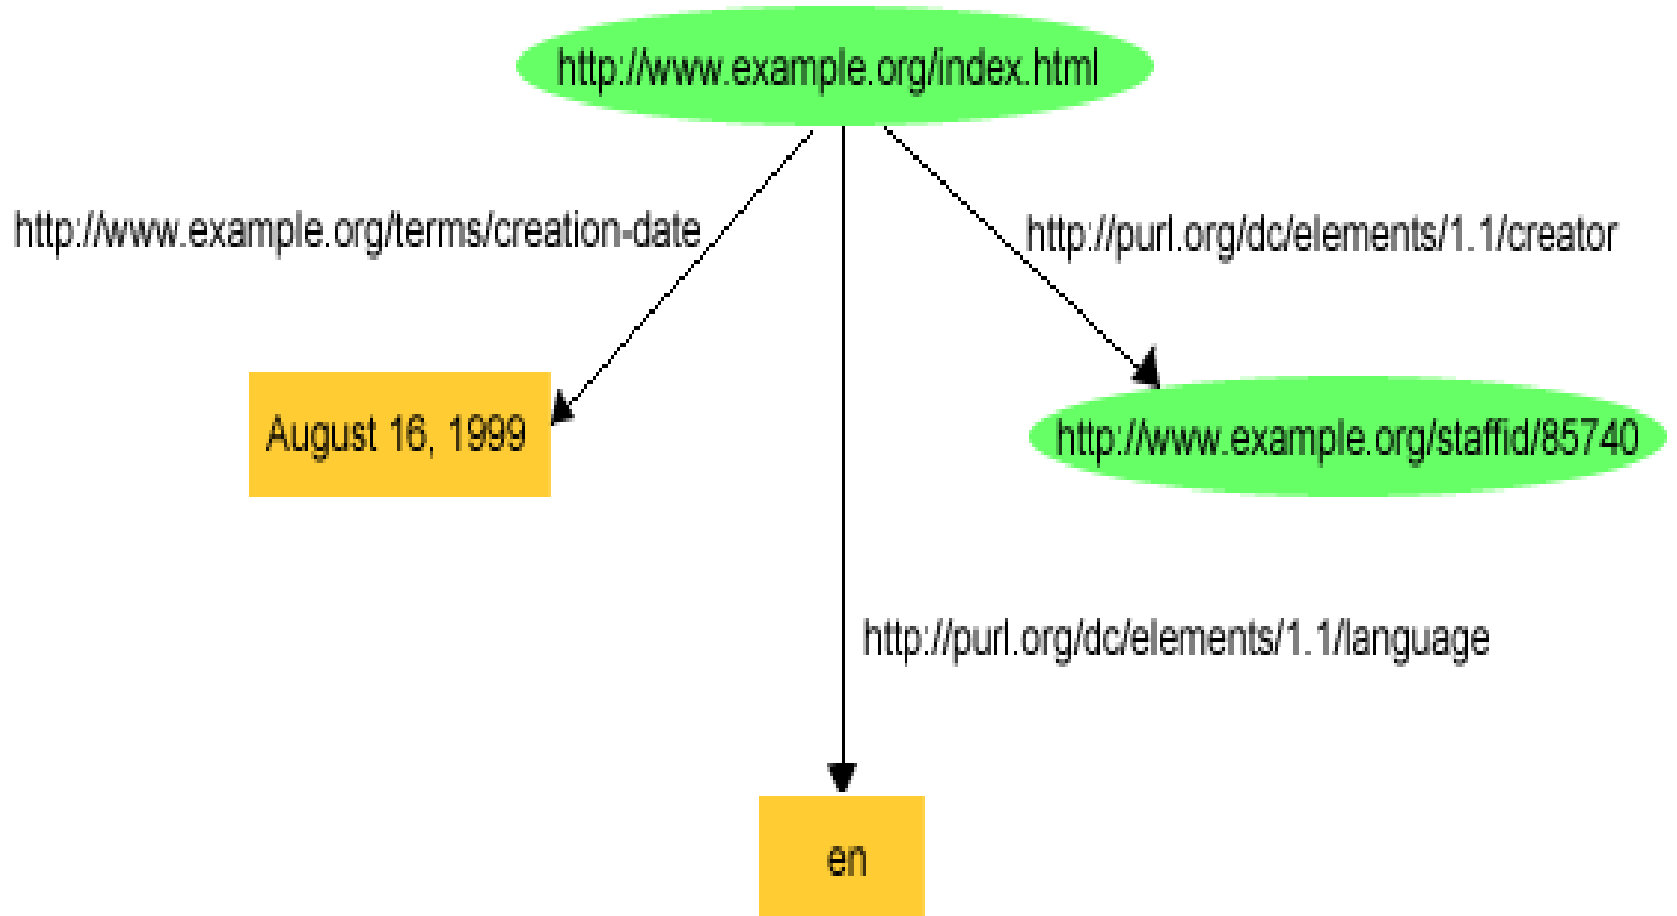 http://www.example.org/index.html
http://www.example.org/terms/creation-date
http://purl.org/dc/elements/1.1/creator
August 16, 1999
http://www.example.org/staffid/85740
http://purl.org/dc/elements/1.1/language
en